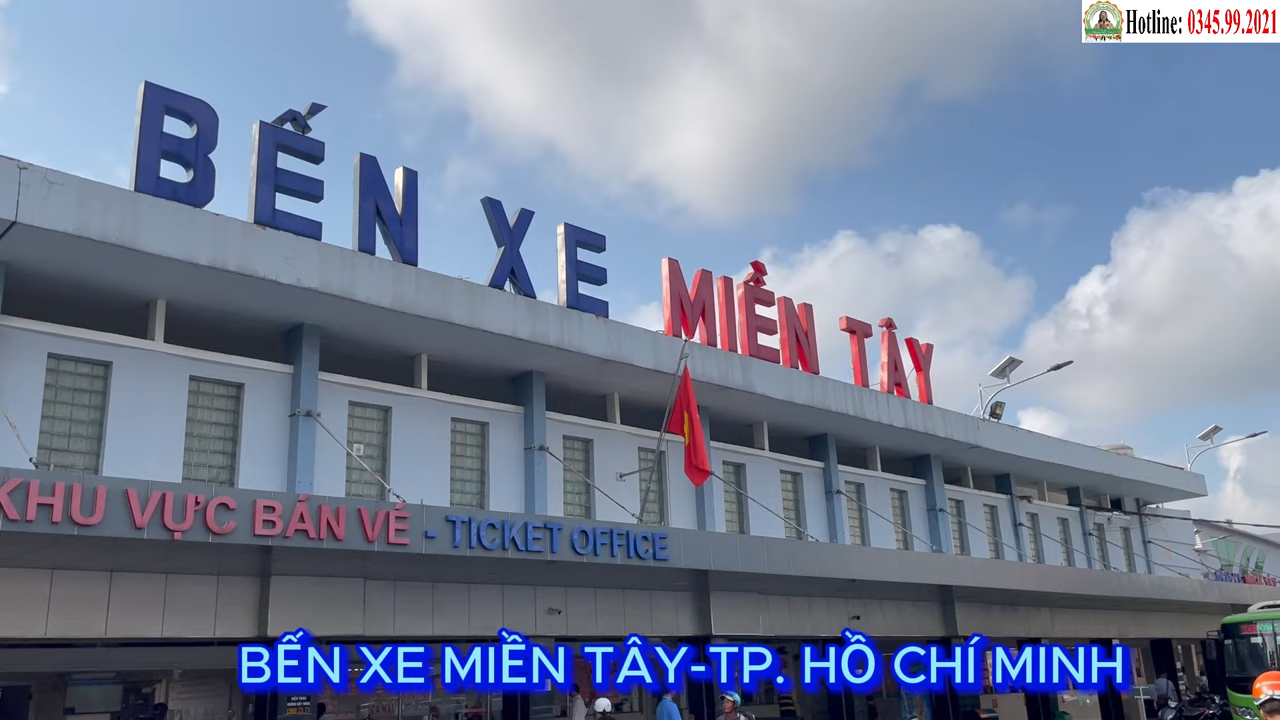 Hotline: 0345.99.2021
BẾN XE MIỀN TÂY
KHU VỰC BÁN VÉ - TICKET OFFICE
BẾN XE MIỀN TÂY-TP. HỒ CHÍ MINH